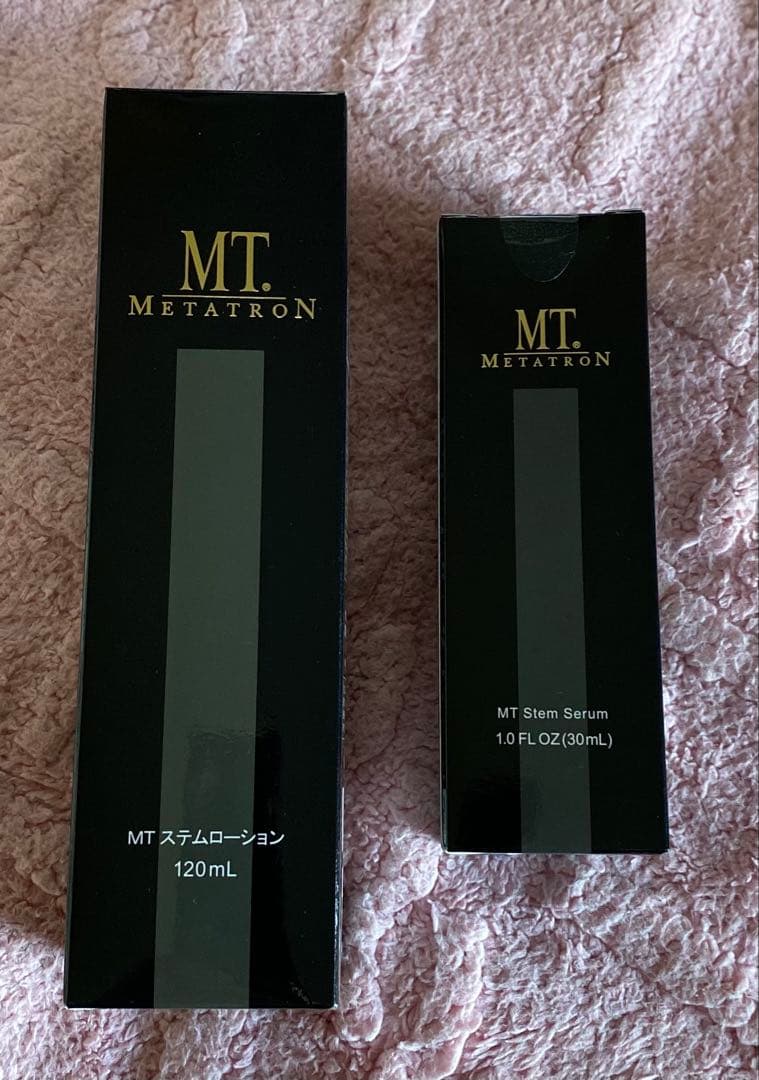 MT.®
METATRON
MT ステムローション
120mL
MT.®
METATRON
MT Stem Serum
1.0 FL OZ(30mL)